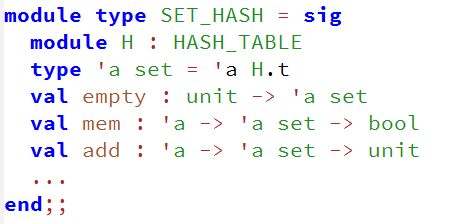 module type SET_HASH = sig
  module H : HASH_TABLE
  type 'a set = 'a H.t
  val empty : unit -> 'a set
  val mem : 'a -> 'a set -> bool
  val add : 'a -> 'a set -> unit
  ...
end;;